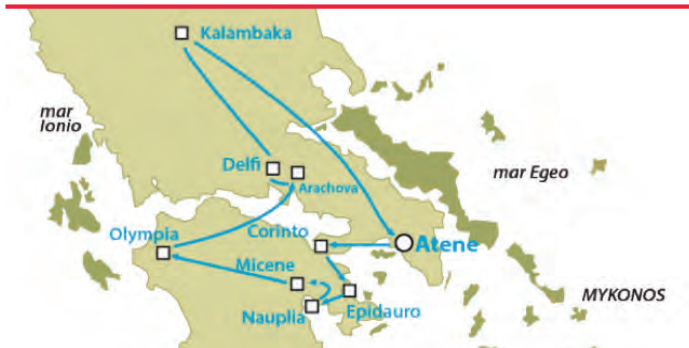 Kalambaka
mar
Ionio
Delfi
Arachova
mar Egeo
Olympia
Corinto
Atene
Micene
MYKONOS
Nauplia
Epidauro